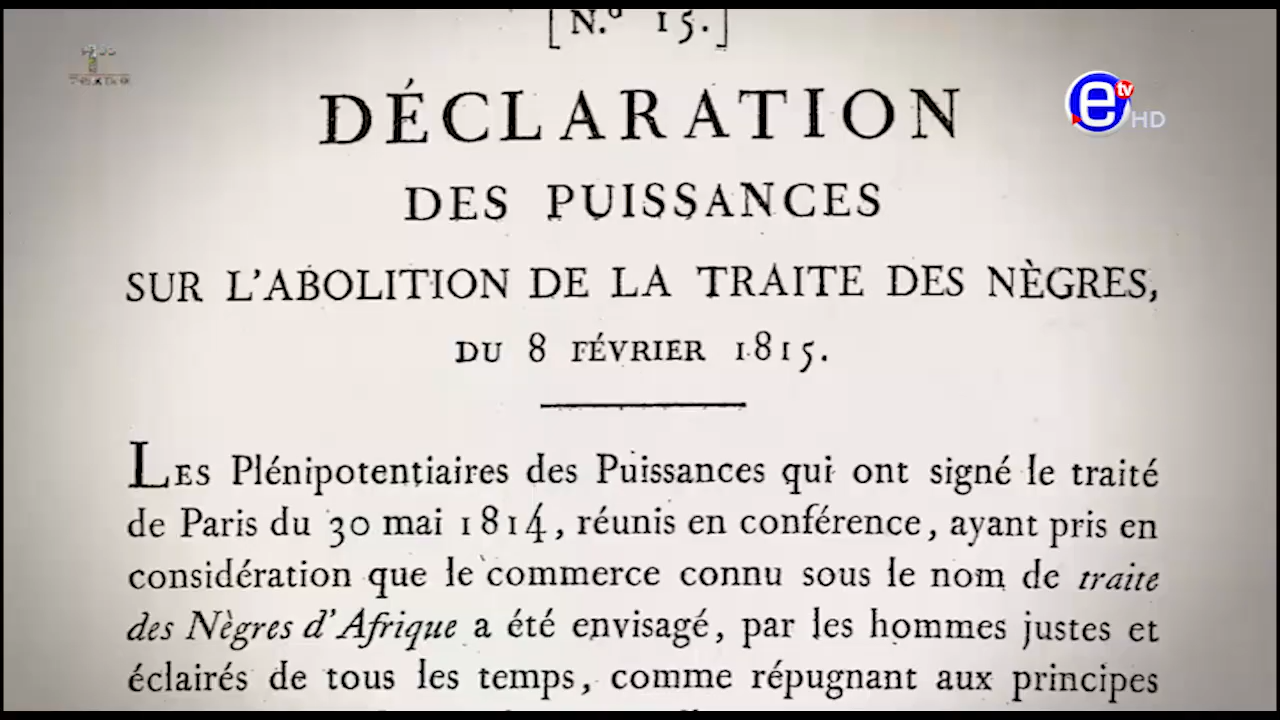 [N.º 15.]
DÉCLARATION
DES PUISSANCES
SUR L'ABOLITION DE LA TRAITE DES NÈGRES,
DU 8 FÉVRIER 1815.
LES Plénipotentiaires des Puissances qui ont signé le traité
de Paris du 30 mai 1814, réunis en conférence, ayant pris en
considération que le commerce connu sous le nom de traite
des Nègres d'Afrique a été envisagé, par les hommes justes et
éclairés de tous les temps, comme répugnant aux principes
e tv HD